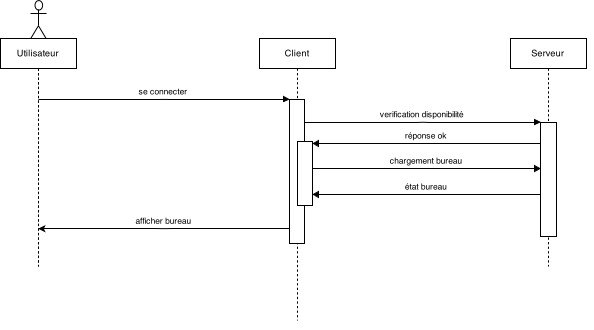 Utilisateur
Client
Serveur
se connecter
verification disponibilité
réponse ok
chargement bureau
état bureau
afficher bureau